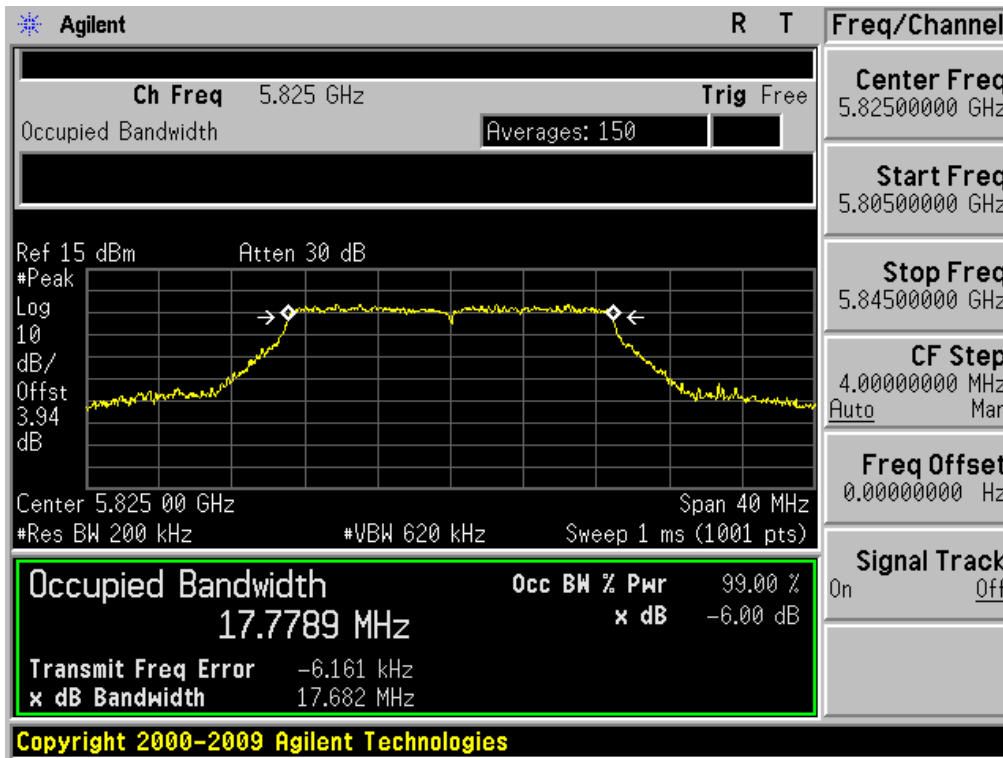 Agilent R T
Freq/Channel
Ch Freq 5.825 GHz Trig Free
Occupied Bandwidth Averages: 150
Center Freq
5.82500000 GHz
Start Freq
5.80500000 GHz
Stop Freq
5.84500000 GHz
CF Step
4.00000000 MHz
Auto Man
Freq Offset
0.00000000 Hz
Signal Track
On Off
Ref 15 dBm Atten 30 dB
#Peak
Log
10
dB/
Offst
3.94
dB
Center 5.825 00 GHz Span 40 MHz
#Res BW 200 kHz #VBW 620 kHz Sweep 1 ms (1001 pts)
Occupied Bandwidth Occ BW % Pwr 99.00 %
17.7789 MHz x dB -6.00 dB
Transmit Freq Error -6.161 kHz
x dB Bandwidth 17.682 MHz
Copyright 2000-2009 Agilent Technologies